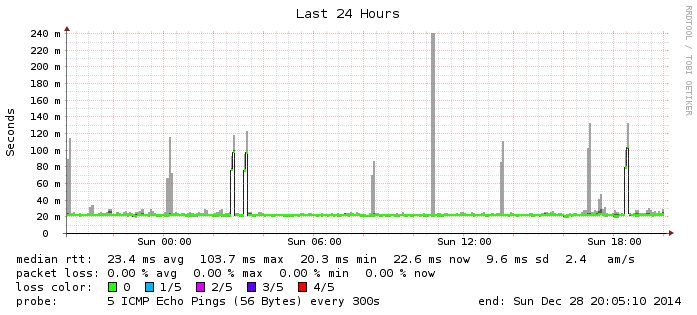 Last 24 Hours
RRDTOOL / TOBI OETIKER
Seconds
240 m
220 m
200 m
180 m
160 m
140 m
120 m
100 m
80 m
60 m
40 m
20 m
0
Sun 00:00 Sun 06:00 Sun 12:00 Sun 18:00
median rtt: 23.4 ms avg 103.7 ms max 20.3 ms min 22.6 ms now 9.6 ms sd 2.4 am/s
packet loss: 0.00 % avg 0.00 % max 0.00 % min 0.00 % now
loss color: 0 1/5 2/5 3/5 4/5
probe: 5 ICMP Echo Pings (56 Bytes) every 300s end: Sun Dec 28 20:05:10 2014